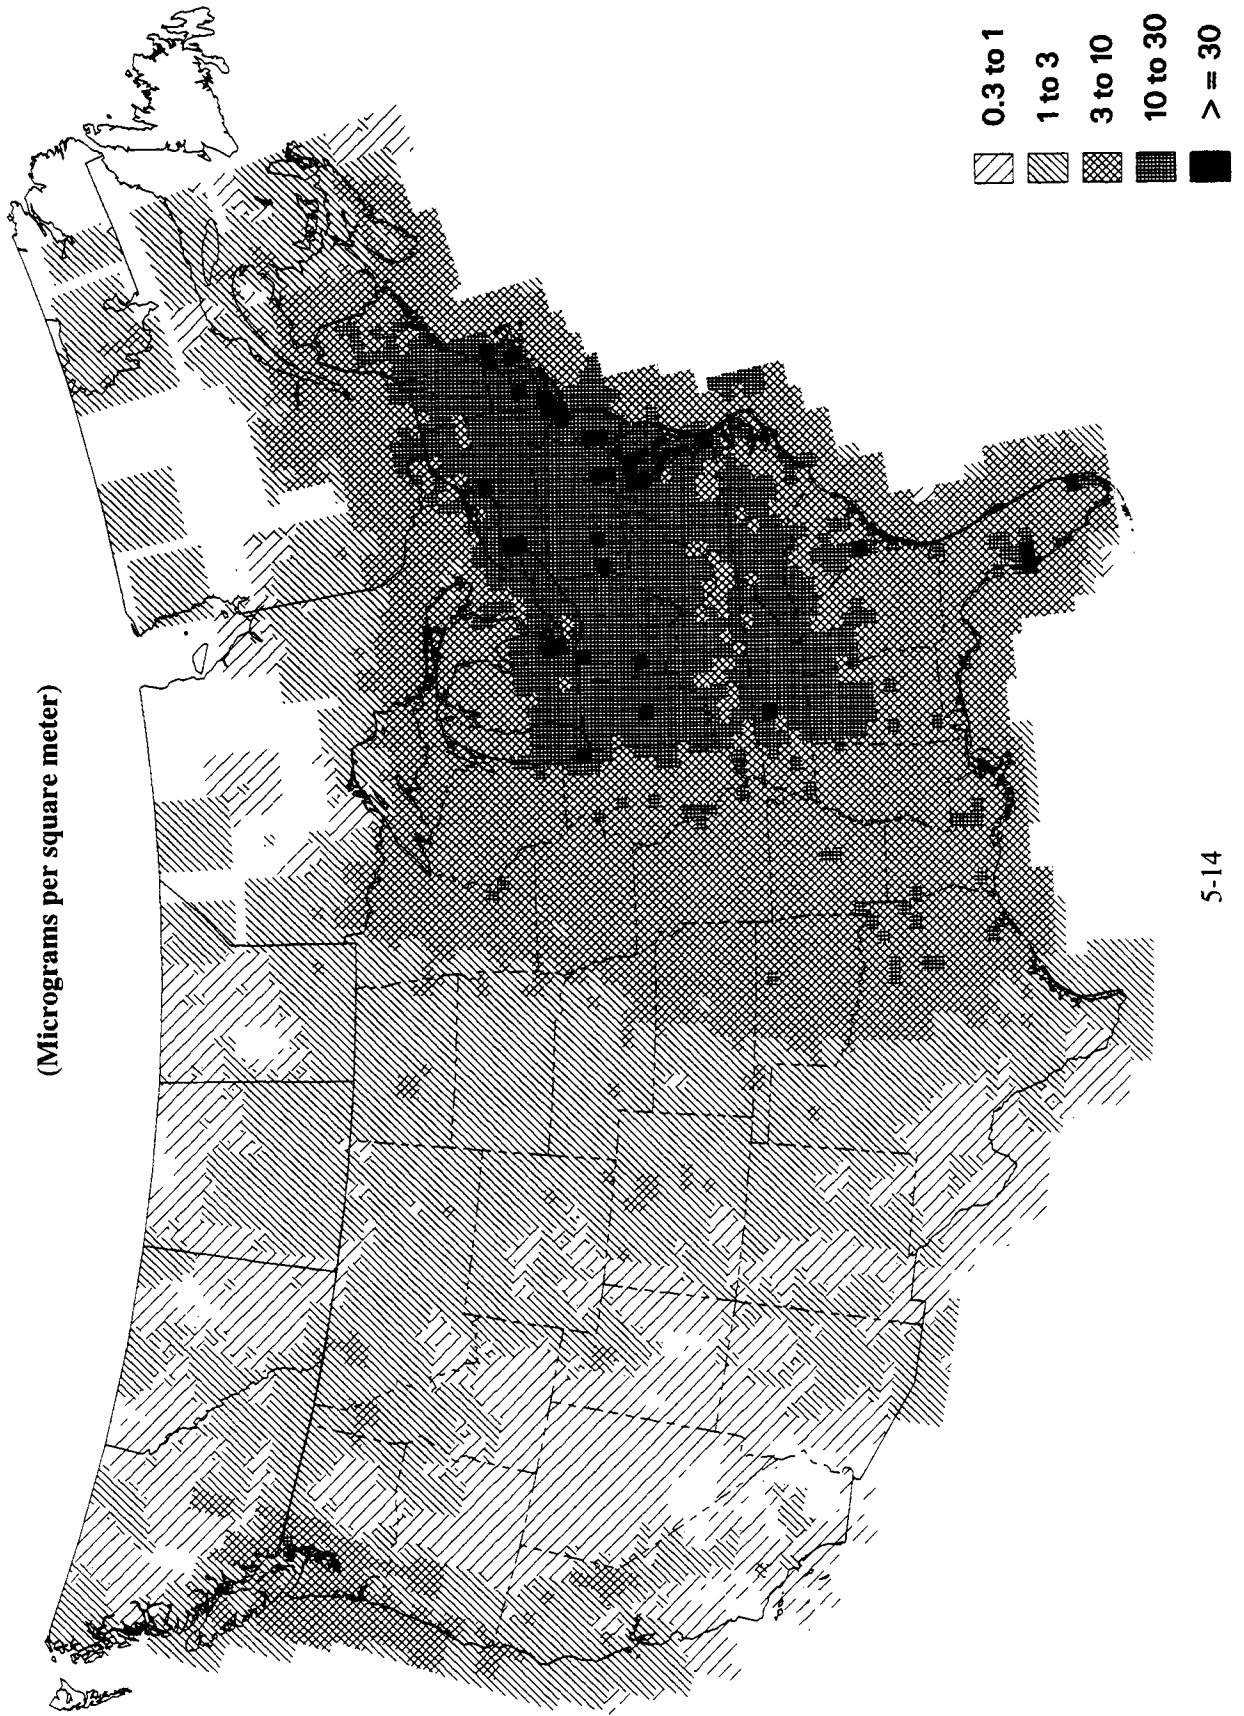 (Micrograms per square meter)
0.3 to 1
1 to 3
3 to 10
10 to 30
> = 30
5-14